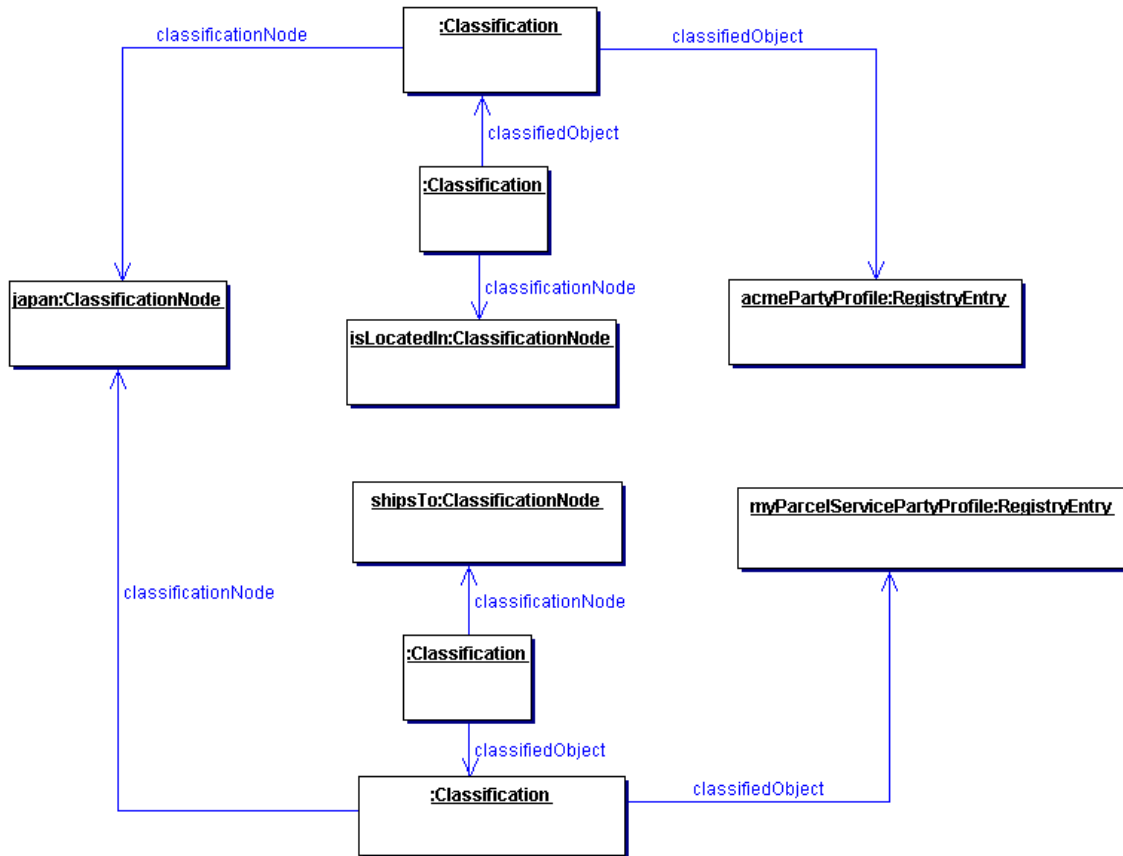 :Classification
classificationNode
classifiedObject
classifiedObject
:Classification
classificationNode
japan:ClassificationNode
acmePartyProfile:RegistryEntry
isLocatedIn:ClassificationNode
shipsTo:ClassificationNode
myParcelServicePartyProfile:RegistryEntry
classificationNode
classificationNode
:Classification
classifiedObject
classifiedObject
:Classification